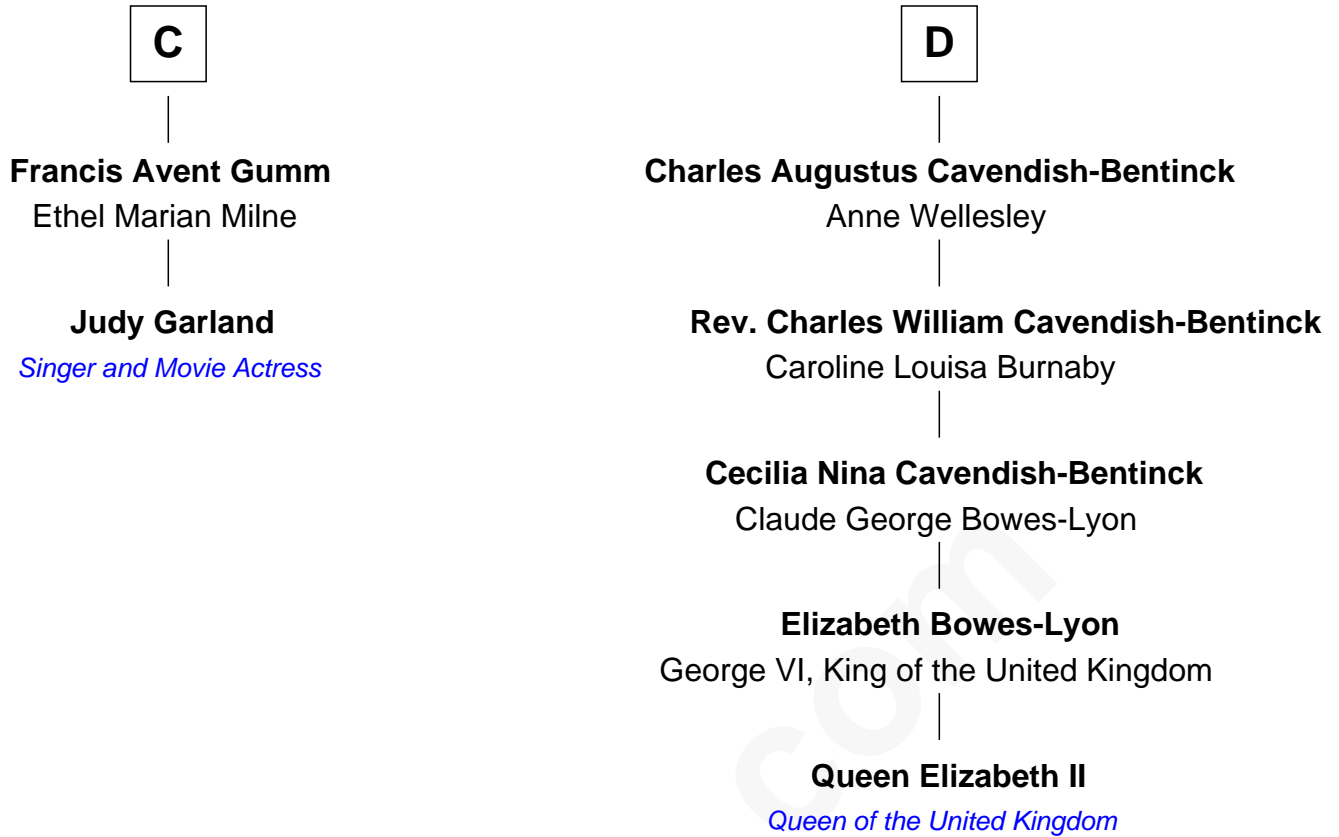 C
Francis Avent Gumm
Ethel Marian Milne
Judy Garland
Singer and Movie Actress
D
Charles Augustus Cavendish-Bentinck
Anne Wellesley
Rev. Charles William Cavendish-Bentinck
Caroline Louisa Burnaby
Cecilia Nina Cavendish-Bentinck
Claude George Bowes-Lyon
Elizabeth Bowes-Lyon
George VI, King of the United Kingdom
Queen Elizabeth II
Queen of the United Kingdom
com